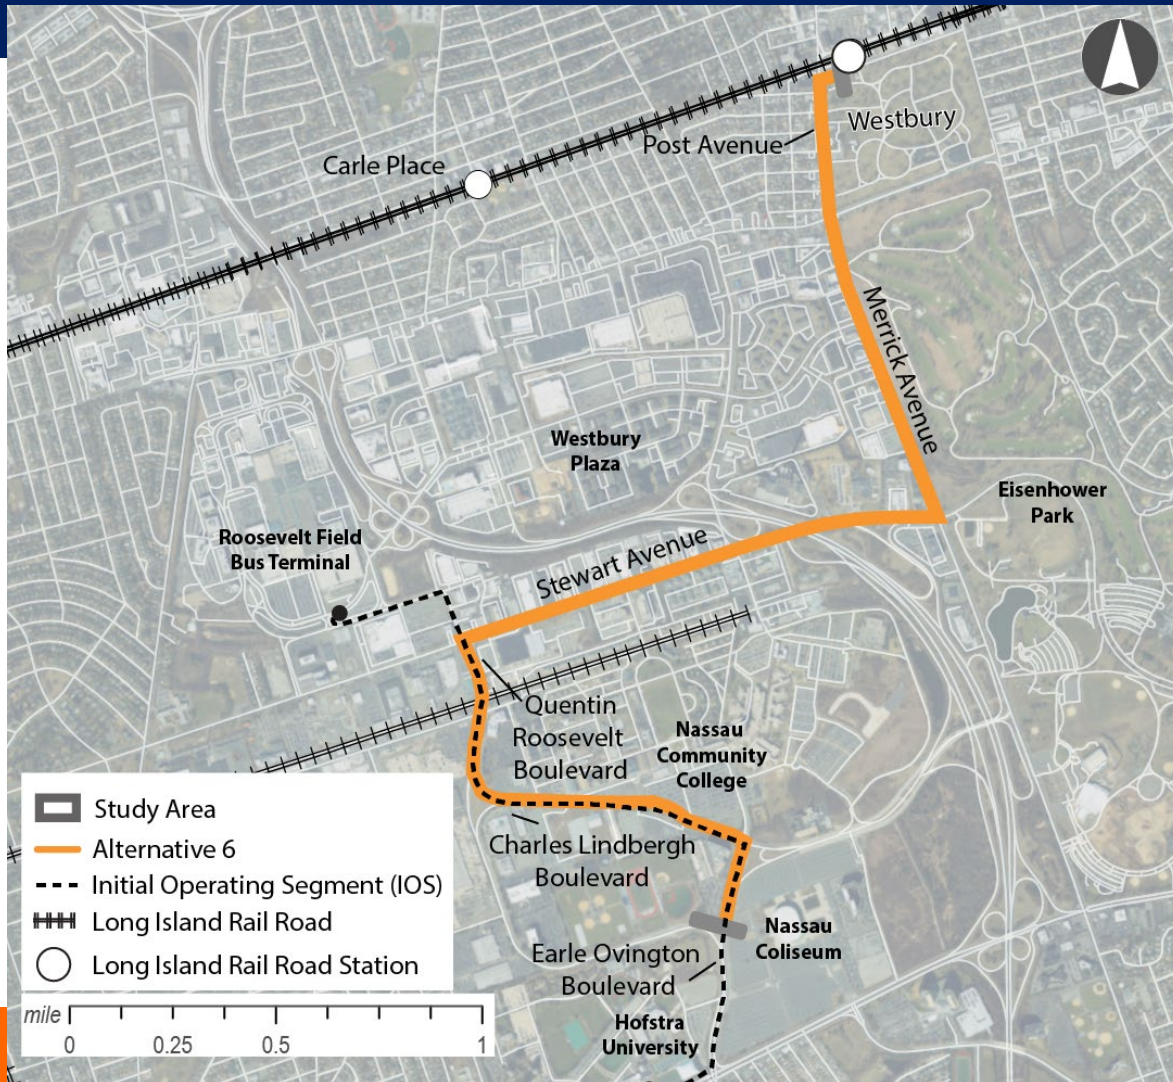 Westbury
Post Avenue
Carle Place
Merrick Avenue
Westbury
Plaza
Eisenhower
Park
Roosevelt Field
Bus Terminal
Stewart Avenue
Quentin
Roosevelt
Boulevard
Nassau
Community
College
Charles Lindbergh
Boulevard
Nassau
Coliseum
Earle Ovington
Boulevard
Hofstra
University
Study Area
Alternative 6
Initial Operating Segment (IOS)
Long Island Rail Road
Long Island Rail Road Station
mile
0 0.25 0.5 1